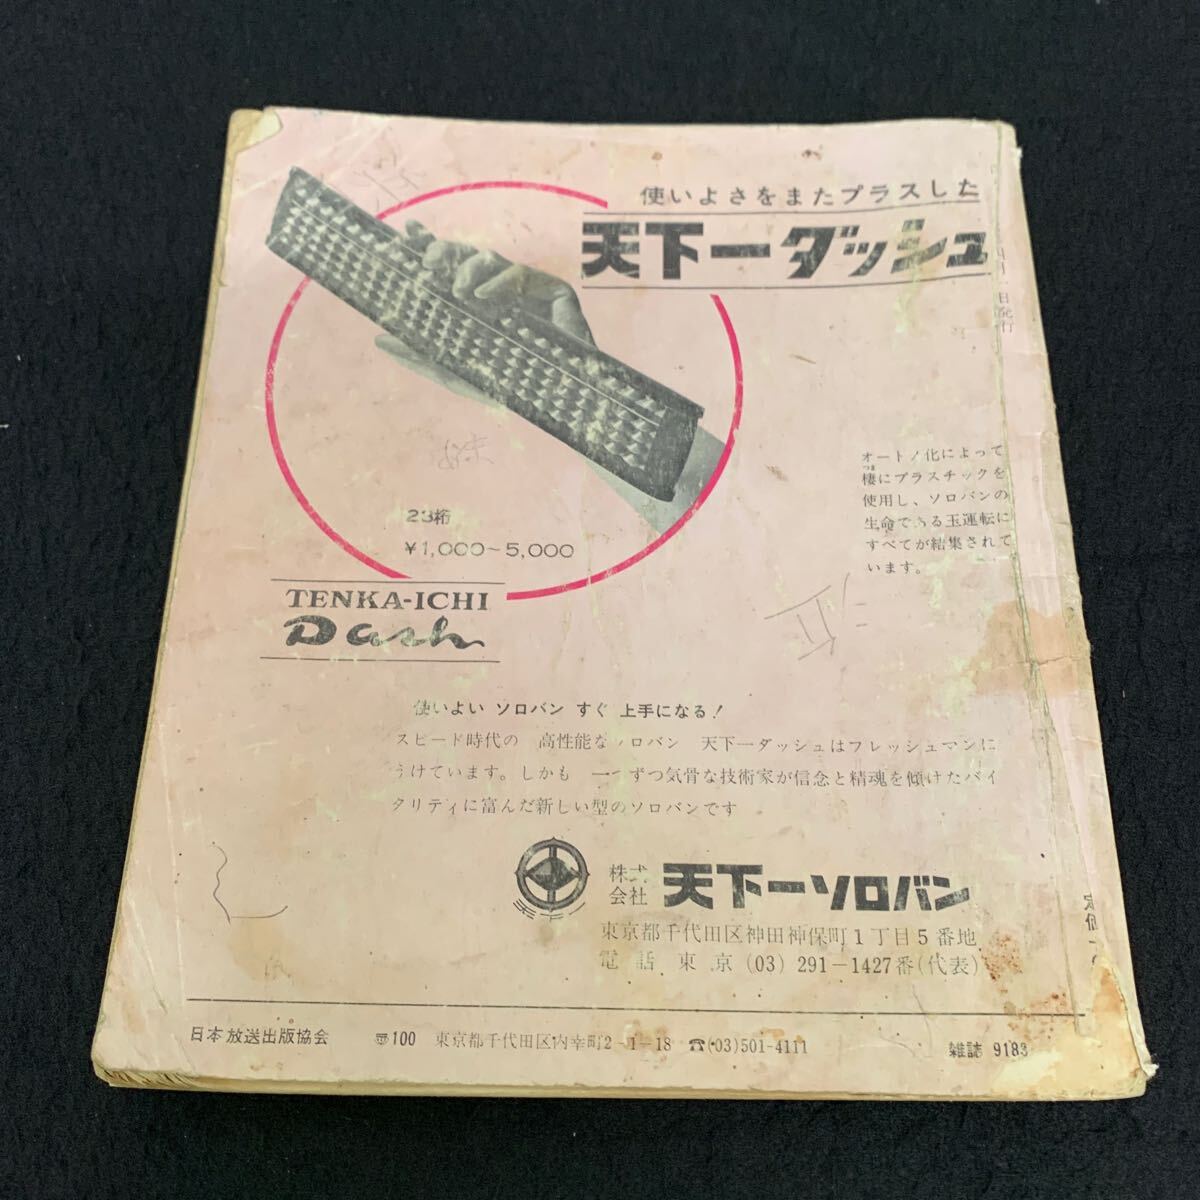 使いよさをまたプラスした
天下一ダッシュ
日発行
オートノ化によって
つま
棲にプラスチックを
使用し、ソロバンの
生命である玉運転に
すべてが結集されて
います。
23桁
¥1,000~5,000
TENKA-ICHI
Dash
使いよい ソロバン すぐ 上手になる!
スピード時代の 高性能なソロバン 天下一ダッシュはフレッシュマンに
うけています。しかも 一つずつ気骨な技術家が信念と精魂を傾けたバイ
タリティに富んだ新しい型のソロバンです
天下一
株式会社 天下一ソロバン
東京都千代田区神田神保町1丁目5番地
電話 東京 (03) 291-1427番(代表)
定価
日本放送出版協会 〠100 東京都千代田区内幸町2-1-18 ☎(03)501-4111 雑誌 9183